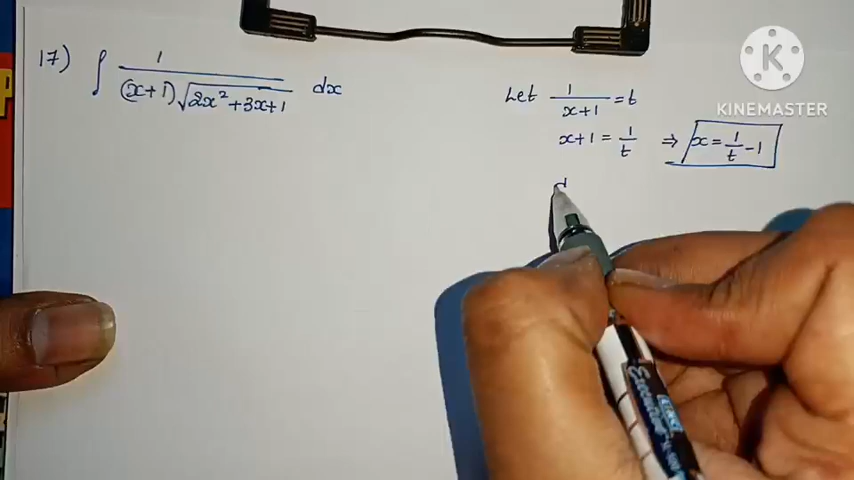 17) ∫ 1 / (x+1)√2x²+3x+1 dx
Let 1/x+1 = t
x+1 = 1/t ⇒ x = 1/t - 1
d
KINEMASTER